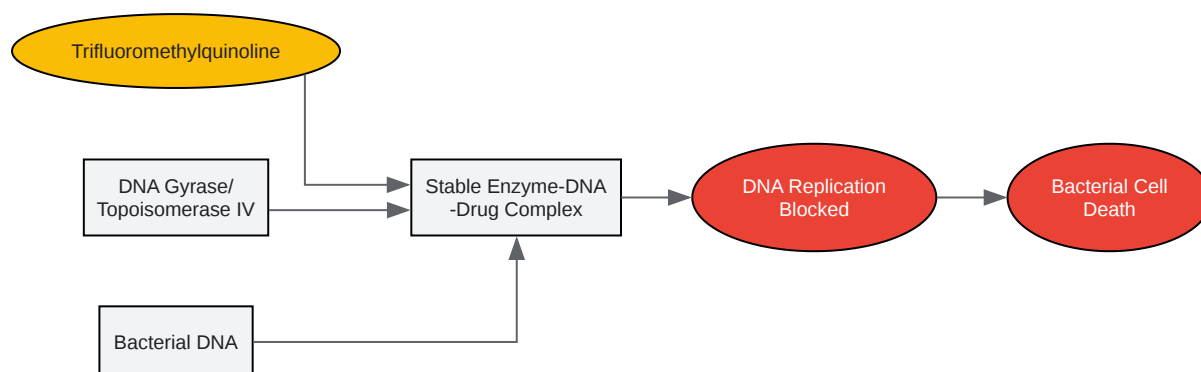 Trifluoromethylquinoline
DNA Gyrase/
Topoisomerase IV
Stable Enzyme-DNA
-Drug Complex
DNA Replication
Blocked
Bacterial Cell
Death
Bacterial DNA